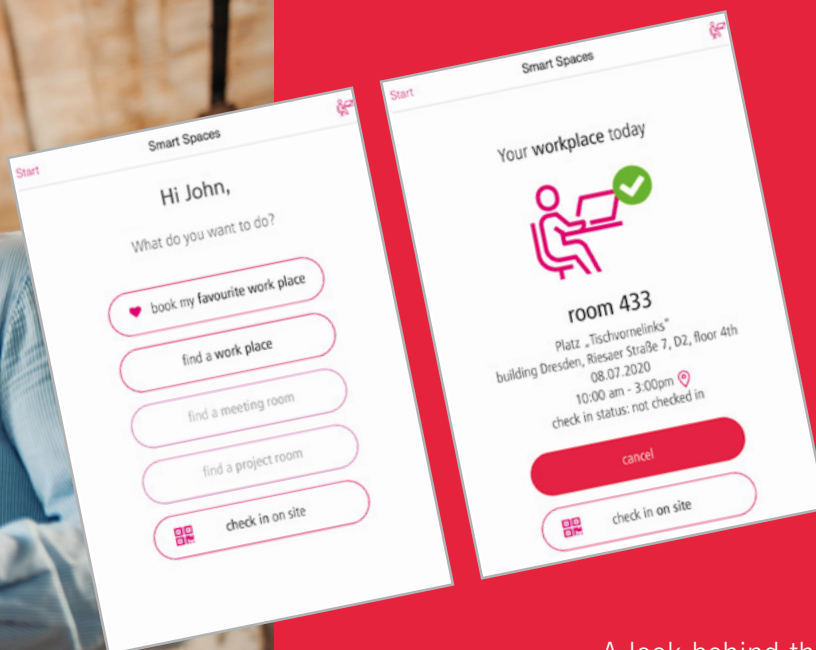 Start
Smart Spaces
Hi John,
What do you want to do?
book my favourite work place
find a work place
find a meeting room
find a project room
check in on site
Start
Smart Spaces
Your workplace today
room 433
Platz „Tischvornelinks“
building Dresden, Riesaer Straße 7, D2, floor 4th
08.07.2020
10:00 am - 3:00pm
check in status: not checked in
cancel
check in on site
A look behind